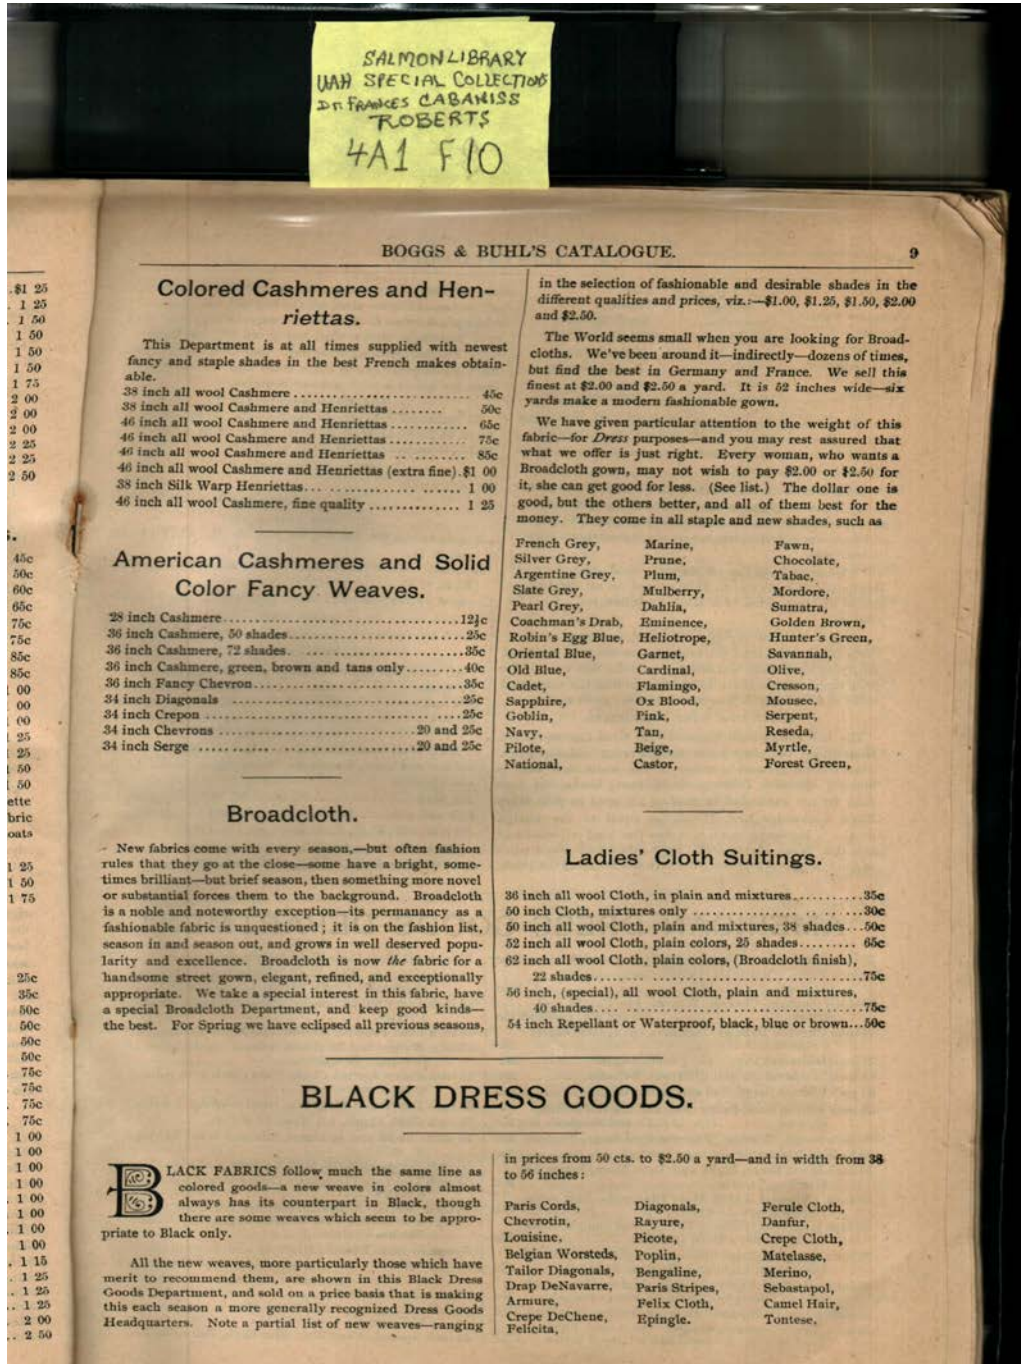 SALMON LIBRARY
UAH SPECIAL COLLECTIONS
Dr. FRANCES CABANISS
ROBERTS
4A1 F10
BOGGS & BUHL'S CATALOGUE.
9
Colored Cashmeres and Hen-
riettas.
This Department is at all times supplied with newest
fancy and staple shades in the best French makes obtain-
able.
38 inch all wool Cashmere .................... 45c
38 inch all wool Cashmere and Henriettas ........ 50c
46 inch all wool Cashmere and Henriettas ........... 65c
46 inch all wool Cashmere and Henriettas ........... 75c
46 inch all wool Cashmere and Henriettas .. ........ 85c
46 inch all wool Cashmere and Henriettas (extra fine).$1 00
38 inch Silk Warp Henriettas... ............. ...... 1 00
46 inch all wool Cashmere, fine quality ............. 1 25
American Cashmeres and Solid
Color Fancy Weaves.
28 inch Cashmere....................................12½c
36 inch Cashmere, 50 shades..........................25c
36 inch Cashmere, 72 shades. .........................35c
36 inch Cashmere, green, brown and tans only........40c
36 inch Fancy Chevron................................35c
34 inch Diagonals ...................................25c
34 inch Crepon ......................................25c
34 inch Chevrons .............................20 and 25c
34 inch Serge ................................20 and 25c
Broadcloth.
New fabrics come with every season,—but often fashion
rules that they go at the close—some have a bright, some-
times brilliant—but brief season, then something more novel
or substantial forces them to the background. Broadcloth
is a noble and noteworthy exception—its permanancy as a
fashionable fabric is unquestioned; it is on the fashion list,
season in and season out, and grows in well deserved popu-
larity and excellence. Broadcloth is now the fabric for a
handsome street gown, elegant, refined, and exceptionally
appropriate. We take a special interest in this fabric, have
a special Broadcloth Department, and keep good kinds—
the best. For Spring we have eclipsed all previous seasons,
in the selection of fashionable and desirable shades in the
different qualities and prices, viz.:—$1.00, $1.25, $1.50, $2.00
and $2.50.
The World seems small when you are looking for Broad-
cloths. We've been around it—indirectly—dozens of times,
but find the best in Germany and France. We sell this
finest at $2.00 and $2.50 a yard. It is 52 inches wide—six
yards make a modern fashionable gown.
We have given particular attention to the weight of this
fabric—for Dress purposes—and you may rest assured that
what we offer is just right. Every woman, who wants a
Broadcloth gown, may not wish to pay $2.00 or $2.50 for
it, she can get good for less. (See list.) The dollar one is
good, but the others better, and all of them best for the
money. They come in all staple and new shades, such as
French Grey, Marine, Fawn,
Silver Grey, Prune, Chocolate,
Argentine Grey, Plum, Tabac,
Slate Grey, Mulberry, Mordore,
Pearl Grey, Dahlia, Sumatra,
Coachman's Drab, Eminence, Golden Brown,
Robin's Egg Blue, Heliotrope, Hunter's Green,
Oriental Blue, Garnet, Savannah,
Old Blue, Cardinal, Olive,
Cadet, Flamingo, Cresson,
Sapphire, Ox Blood, Mousec,
Goblin, Pink, Serpent,
Navy, Tan, Reseda,
Pilote, Beige, Myrtle,
National, Castor, Forest Green,
Ladies' Cloth Suitings.
36 inch all wool Cloth, in plain and mixtures..........35c
50 inch Cloth, mixtures only .........................30c
50 inch all wool Cloth, plain and mixtures, 38 shades...50c
52 inch all wool Cloth, plain colors, 25 shades......... 65c
62 inch all wool Cloth, plain colors, (Broadcloth finish),
22 shades.......................................75c
56 inch, (special), all wool Cloth, plain and mixtures,
40 shades.......................................75c
54 inch Repellant or Waterproof, black, blue or brown...50c
BLACK DRESS GOODS.
BLACK FABRICS follow much the same line as
colored goods—a new weave in colors almost
always has its counterpart in Black, though
there are some weaves which seem to be appro-
priate to Black only.
All the new weaves, more particularly those which have
merit to recommend them, are shown in this Black Dress
Goods Department, and sold on a price basis that is making
this each season a more generally recognized Dress Goods
Headquarters. Note a partial list of new weaves—ranging
in prices from 50 cts. to $2.50 a yard—and in width from 38
to 56 inches:
Paris Cords, Diagonals, Ferule Cloth,
Chevrotin, Rayure, Danfur,
Louisine, Picote, Crepe Cloth,
Belgian Worsteds, Poplin, Matelasse,
Tailor Diagonals, Bengaline, Merino,
Drap DeNavarre, Paris Stripes, Sebastapol,
Armure, Felix Cloth, Camel Hair,
Crepe DeChene, Epingle. Tontese,
Felicita,